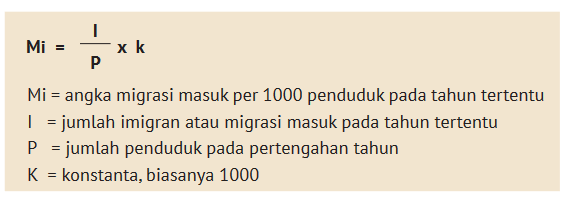 Mi = I / P x k
Mi = angka migrasi masuk per 1000 penduduk pada tahun tertentu
I = jumlah imigran atau migrasi masuk pada tahun tertentu
P = jumlah penduduk pada pertengahan tahun
K = konstanta, biasanya 1000